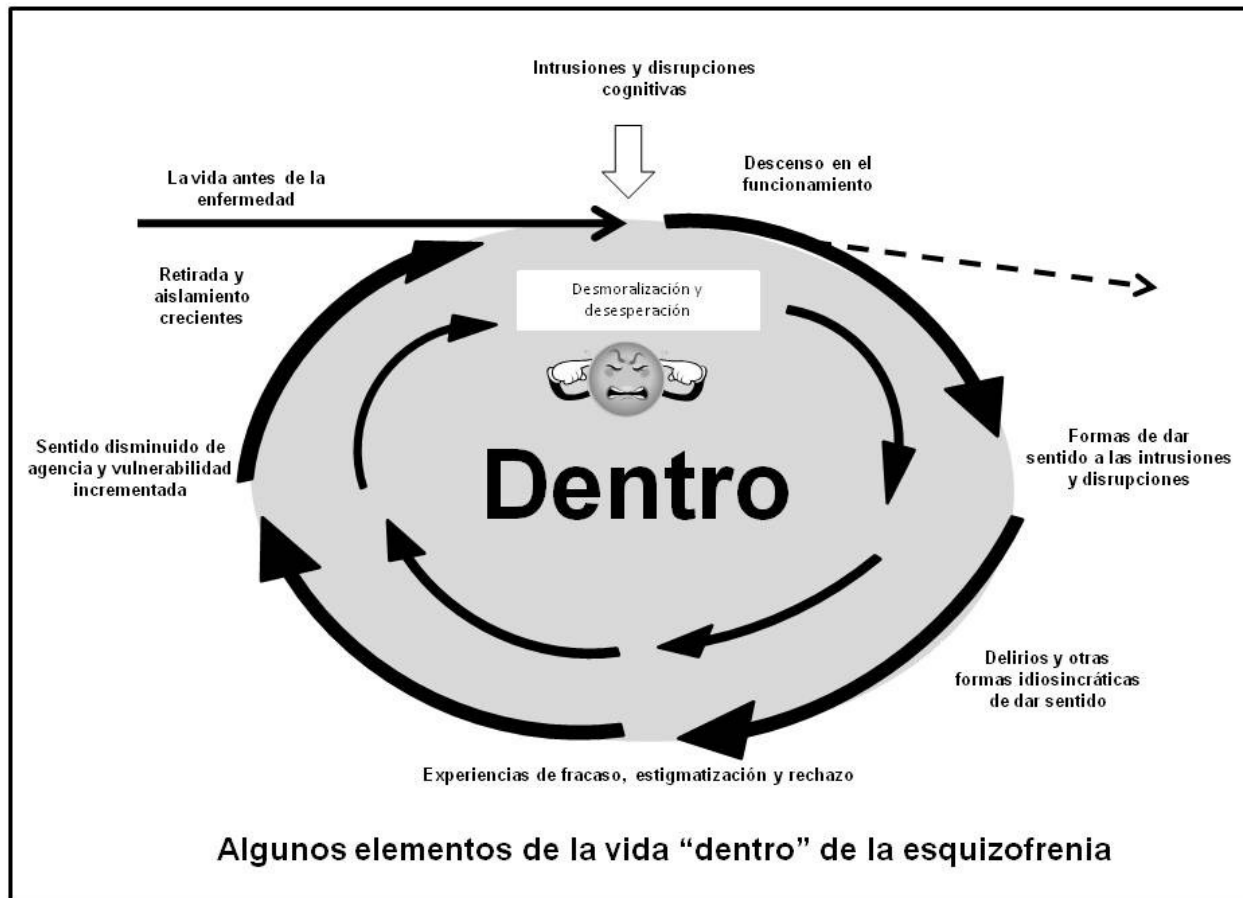 Intrusiones y disrupciones
cognitivas
La vida antes de la
enfermedad
Descenso en el
funcionamiento
Retirada y
aislamiento
crecientes
Desmoralización y
desesperación
Sentido disminuido de
agencia y vulnerabilidad
incrementada
Dentro
Formas de dar
sentido a las intrusiones
y disrupciones
Delirios y otras
formas idiosincráticas
de dar sentido
Experiencias de fracaso, estigmatización y rechazo
Algunos elementos de la vida “dentro” de la esquizofrenia